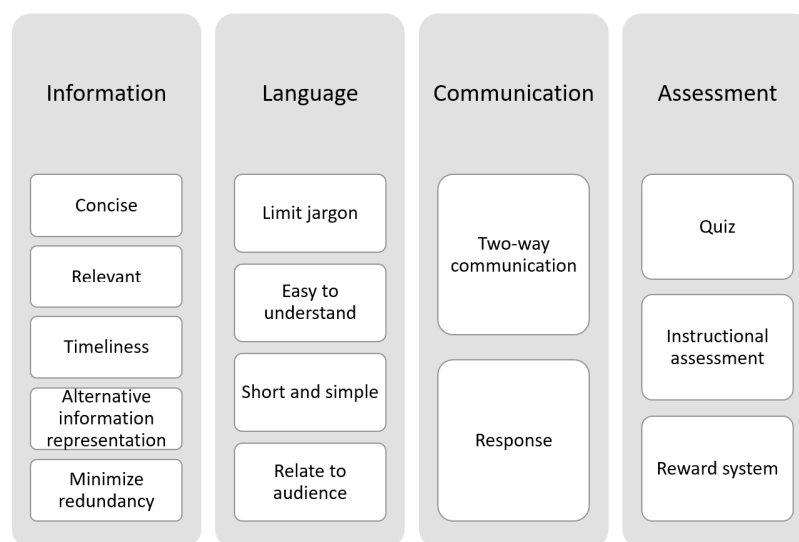 Information
Concise
Relevant
Timeliness
Alternative
information
representation
Minimize
redundancy
Language
Limit jargon
Easy to
understand
Short and simple
Relate to
audience
Communication
Two-way
communication
Response
Assessment
Quiz
Instructional
assessment
Reward system